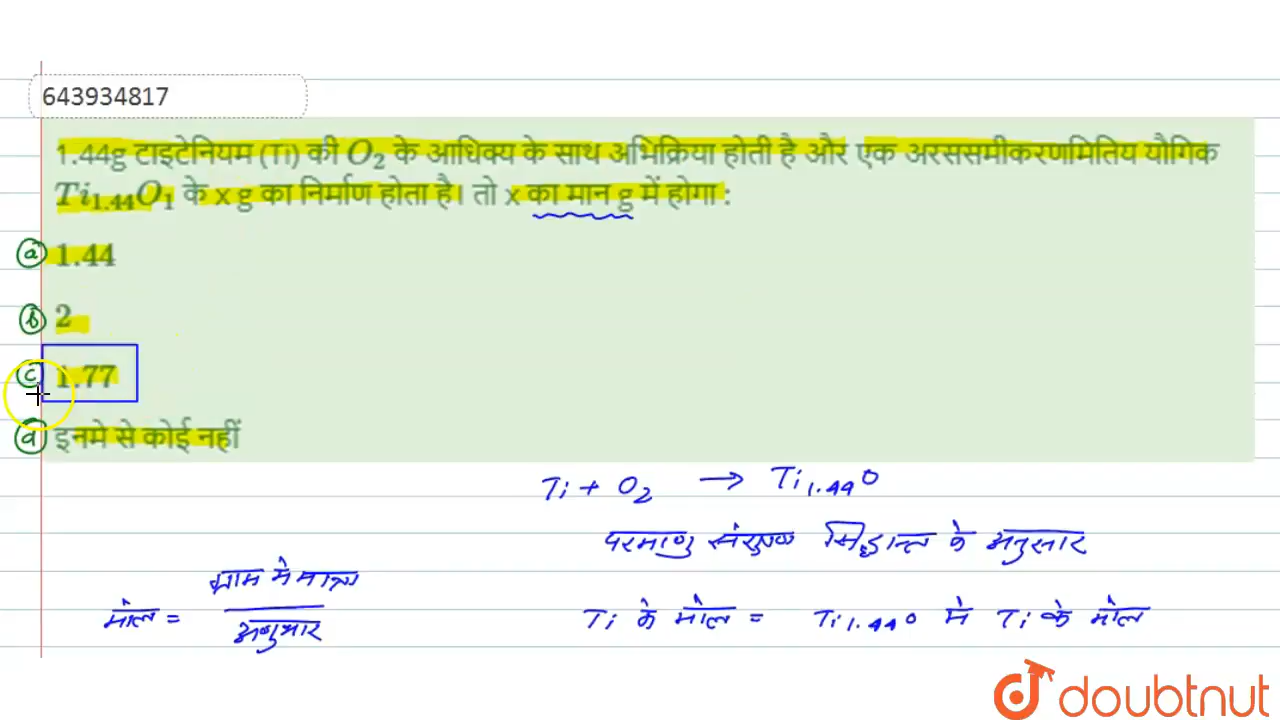 643934817
1.44g टाइटेनियम (Ti) की O₂ के आधिक्य के साथ अभिक्रिया होती है और एक अरससमीकरणमितिय यौगिक
Ti₁.₄₄O₁ के x g का निर्माण होता है। तो x का मान g में होगा :
(a) 1.44
(b) 2
(c) 1.77
(d) इनमे से कोई नहीं
Ti + O₂ → Ti₁.₄₄O
परमाणु संरक्षण सिद्धान्त के अनुसार
मोल = ग्राम मे मात्रा / अणुभार
Ti के मोल = Ti₁.₄₄O मे Ti के मोल
doubtnut